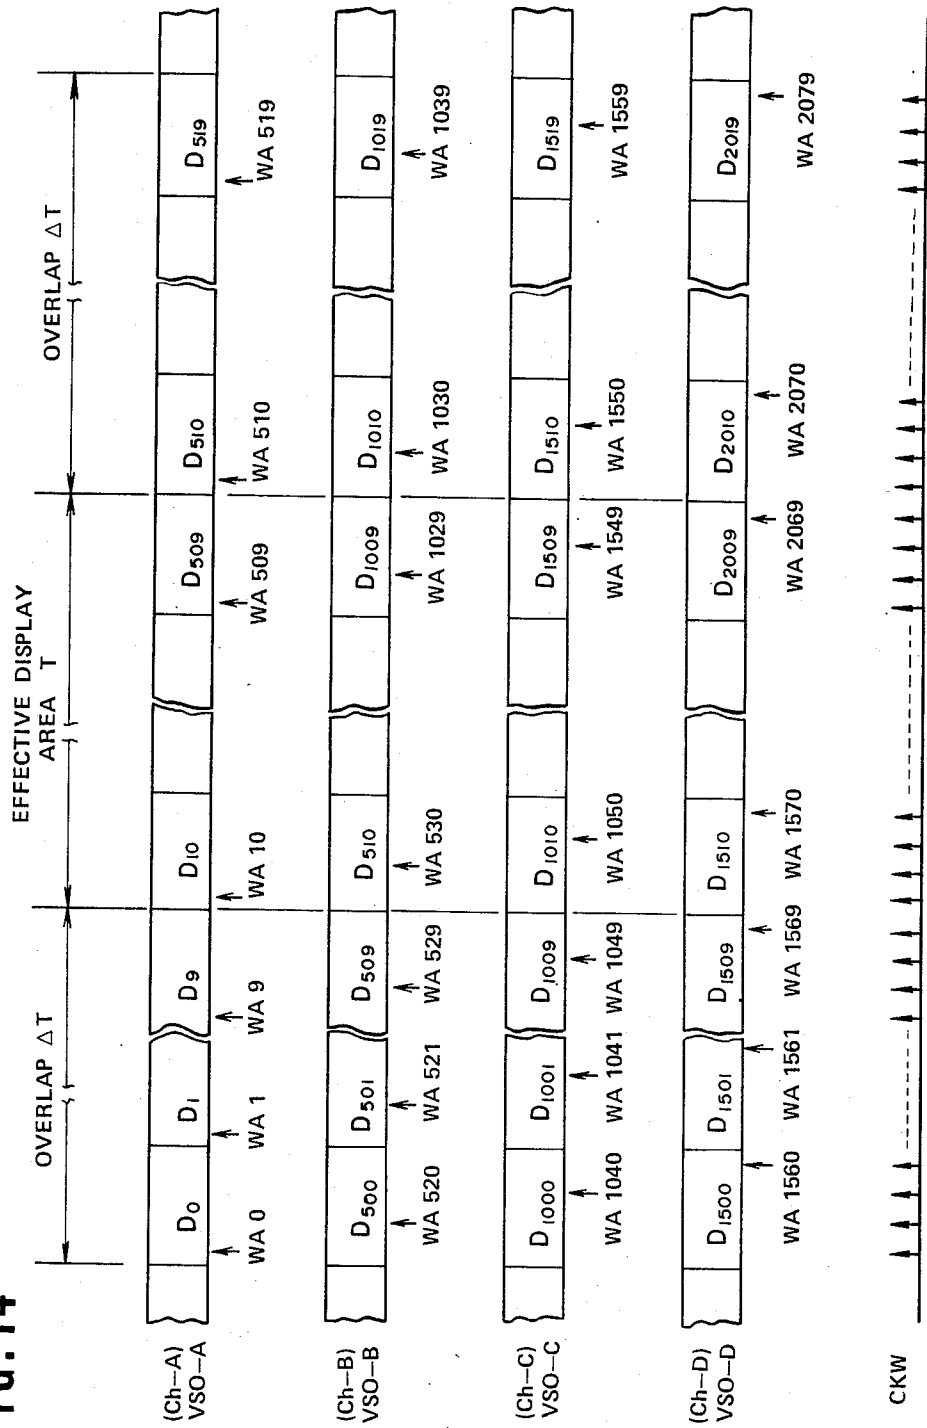 OVERLAP △T
EFFECTIVE DISPLAY
AREA T
OVERLAP △T
(Ch–A)
VSO–A
D0
D1
D9
D10
D509
D510
D519
WA 0
WA 1
WA 9
WA 10
WA 509
WA 510
WA 519
(Ch–B)
VSO–B
D500
D501
D509
D510
D1009
D1010
D1019
WA 520
WA 521
WA 529
WA 530
WA 1029
WA 1030
WA 1039
(Ch–C)
VSO–C
D1000
D1001
D1009
D1010
D1509
D1510
D1519
WA 1040
WA 1041
WA 1049
WA 1050
WA 1549
WA 1550
WA 1559
(Ch–D)
VSO–D
D1500
D1501
D1509
D1510
D2009
D2010
D2019
WA 1560
WA 1561
WA 1569
WA 1570
WA 2069
WA 2070
WA 2079
CKW